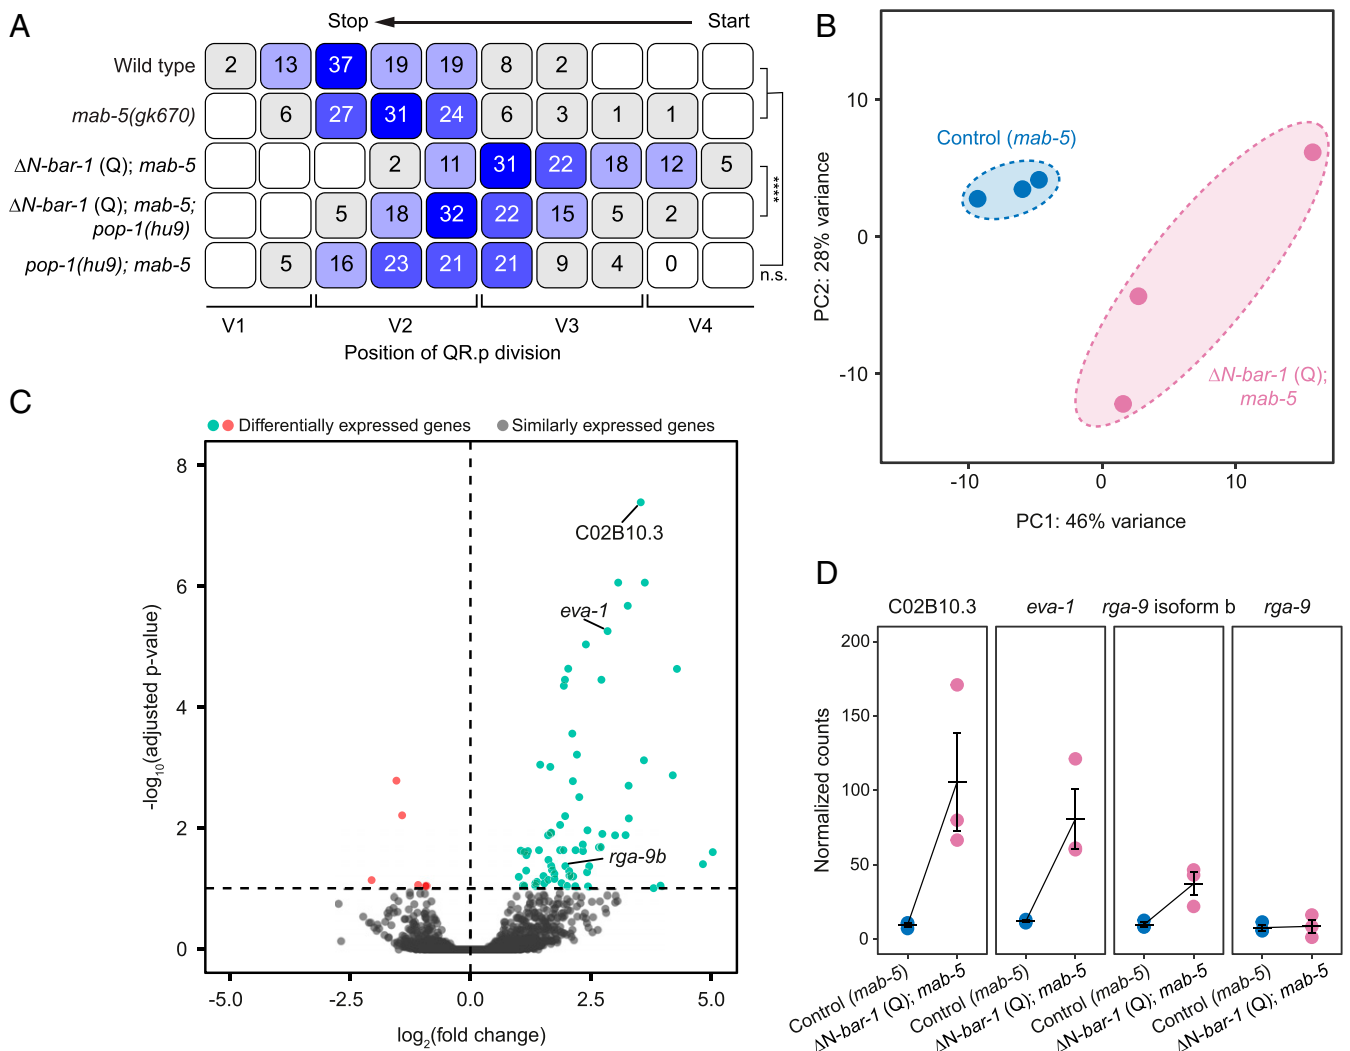 A
Stop
Start
Wild type
2 13 37 19 19 8 2
mab-5(gk670)
6 27 31 24 6 3 1 1
ΔN-bar-1 (Q); mab-5
2 11 31 22 18 12 5
ΔN-bar-1 (Q); mab-5;
pop-1(hu9)
5 18 32 22 15 5 2
pop-1(hu9); mab-5
5 16 23 21 21 9 4 0
****
n.s.
V1 V2 V3 V4
Position of QR.p division
B
Control (mab-5)
ΔN-bar-1 (Q);
mab-5
10
0
-10
PC2: 28% variance
-10 0 10
PC1: 46% variance
C
Differentially expressed genes
Similarly expressed genes
8
6
4
2
0
-log10(adjusted p-value)
C02B10.3
eva-1
rga-9b
-5.0 -2.5 0.0 2.5 5.0
log2(fold change)
D
C02B10.3 eva-1 rga-9 isoform b rga-9
200
150
100
50
0
Normalized counts
Control (mab-5)
ΔN-bar-1 (Q); mab-5
Control (mab-5)
ΔN-bar-1 (Q); mab-5
Control (mab-5)
ΔN-bar-1 (Q); mab-5
Control (mab-5)
ΔN-bar-1 (Q); mab-5